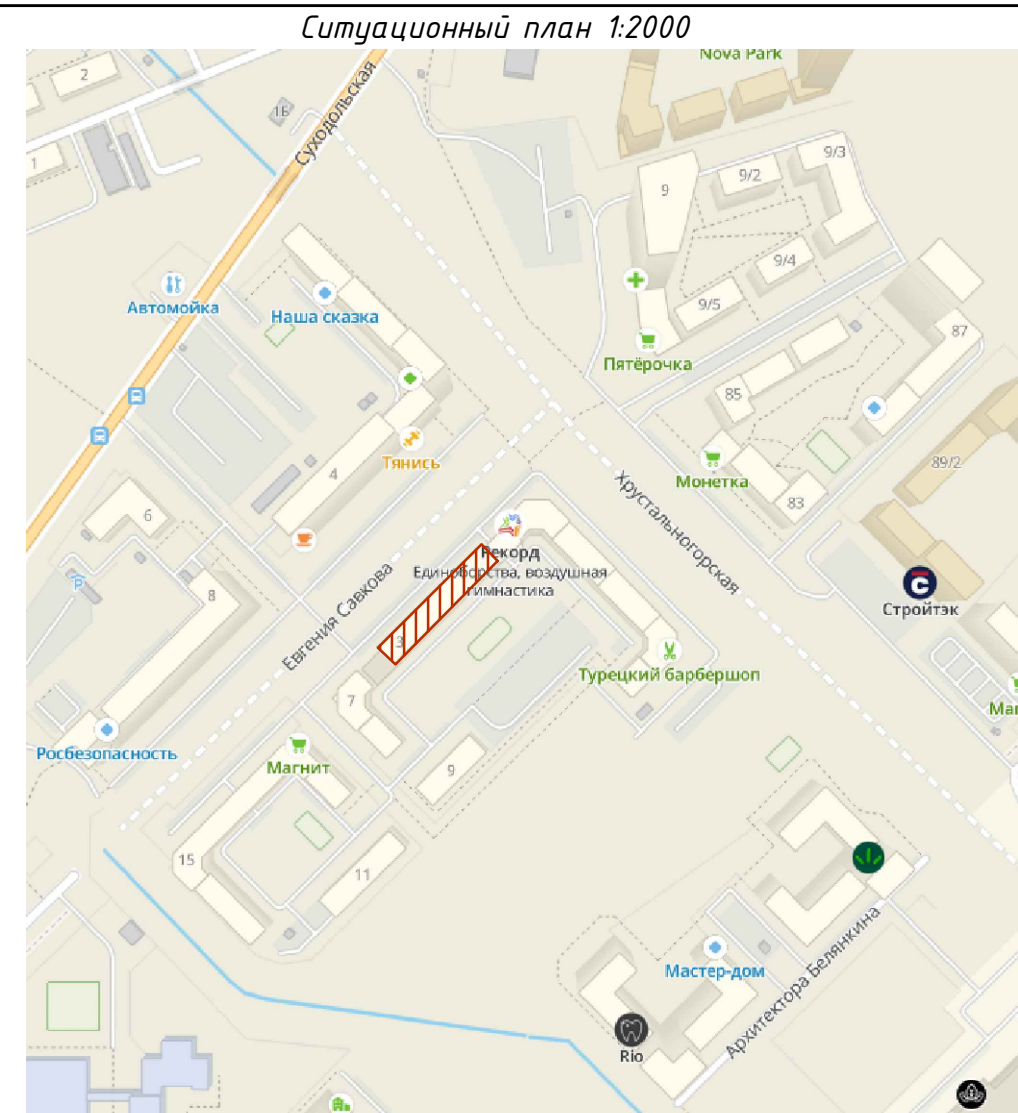 Ситуационный план 1:2000
Nova Park
2
1Б
Суходольская
1
9/3
9/2
9
9/4
Автомойка
Наша сказка
9/5
87
Пятёрочка
85
Тянись
4
Монетка
89/2
Хрустальногорская
83
6
Рекорд
Единоборства, воздушная
гимнастика
Стройтэк
8
Евгения Савкова
3
Турецкий барбершоп
7
Маг
Росбезопасность
Магнит
9
15
11
Мастер-дом
Архитектора Белянкина
Rio